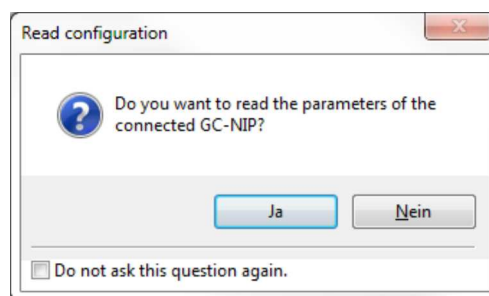 Read configuration
Do you want to read the parameters of the
connected GC-NIP?
Ja
Nein
Do not ask this question again.